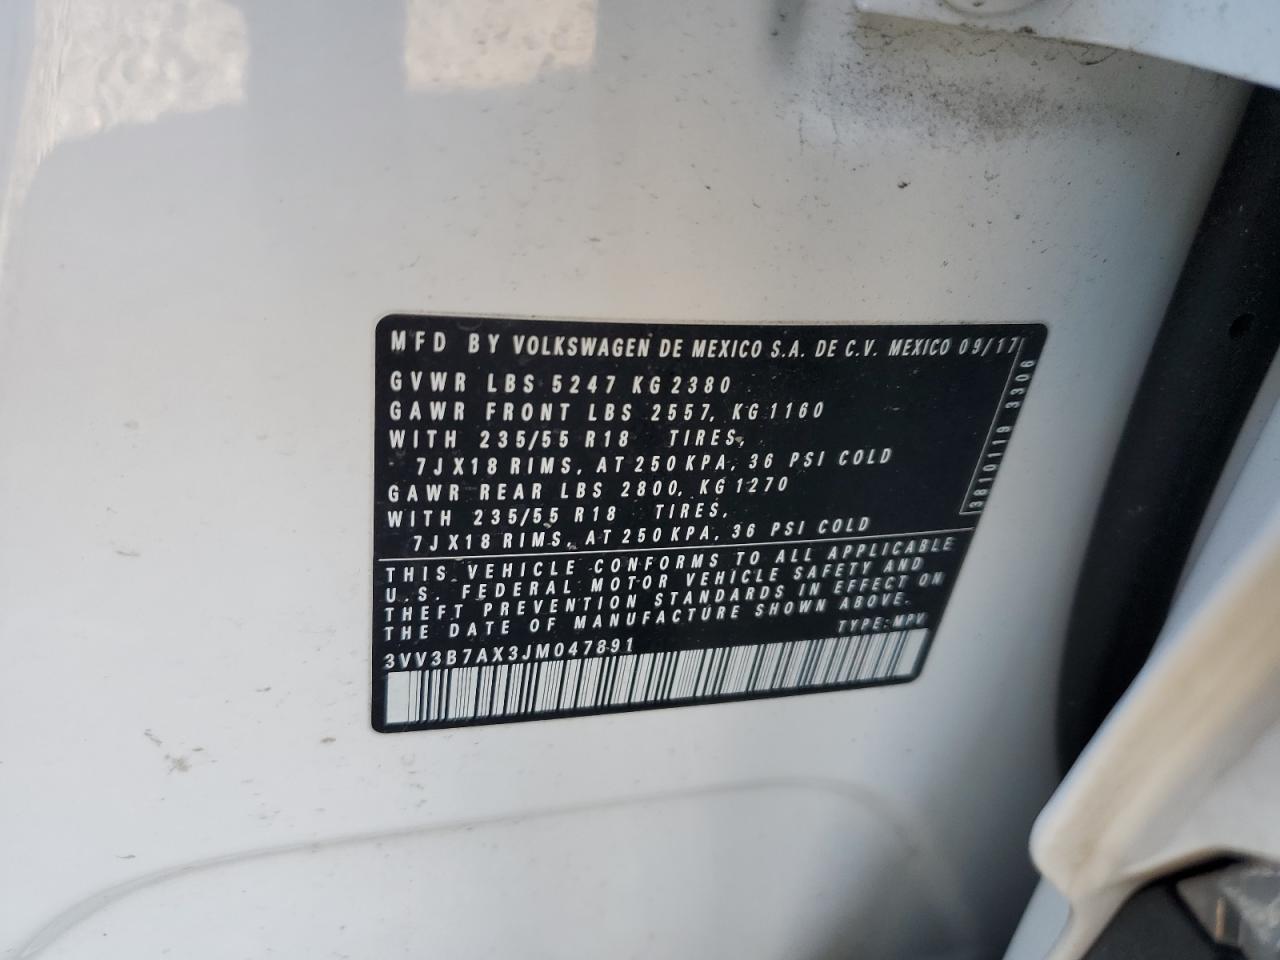 MFD BY VOLKSWAGEN DE MEXICO S.A. DE C.V. MEXICO 09/17
GVWR LBS 5247 KG 2380
GAWR FRONT LBS 2557, KG 1160
WITH 235/55 R18 TIRES,
7JX18 RIMS, AT 250 KPA, 36 PSI COLD
GAWR REAR LBS 2800, KG 1270
WITH 235/55 R18 TIRES,
7JX18 RIMS, AT 250 KPA, 36 PSI COLD
3810119 3306
THIS VEHICLE CONFORMS TO ALL APPLICABLE
U.S. FEDERAL MOTOR VEHICLE SAFETY AND
THEFT PREVENTION STANDARDS IN EFFECT ON
THE DATE OF MANUFACTURE SHOWN ABOVE.
TYPE: MPV
3VV3B7AX3JM047891